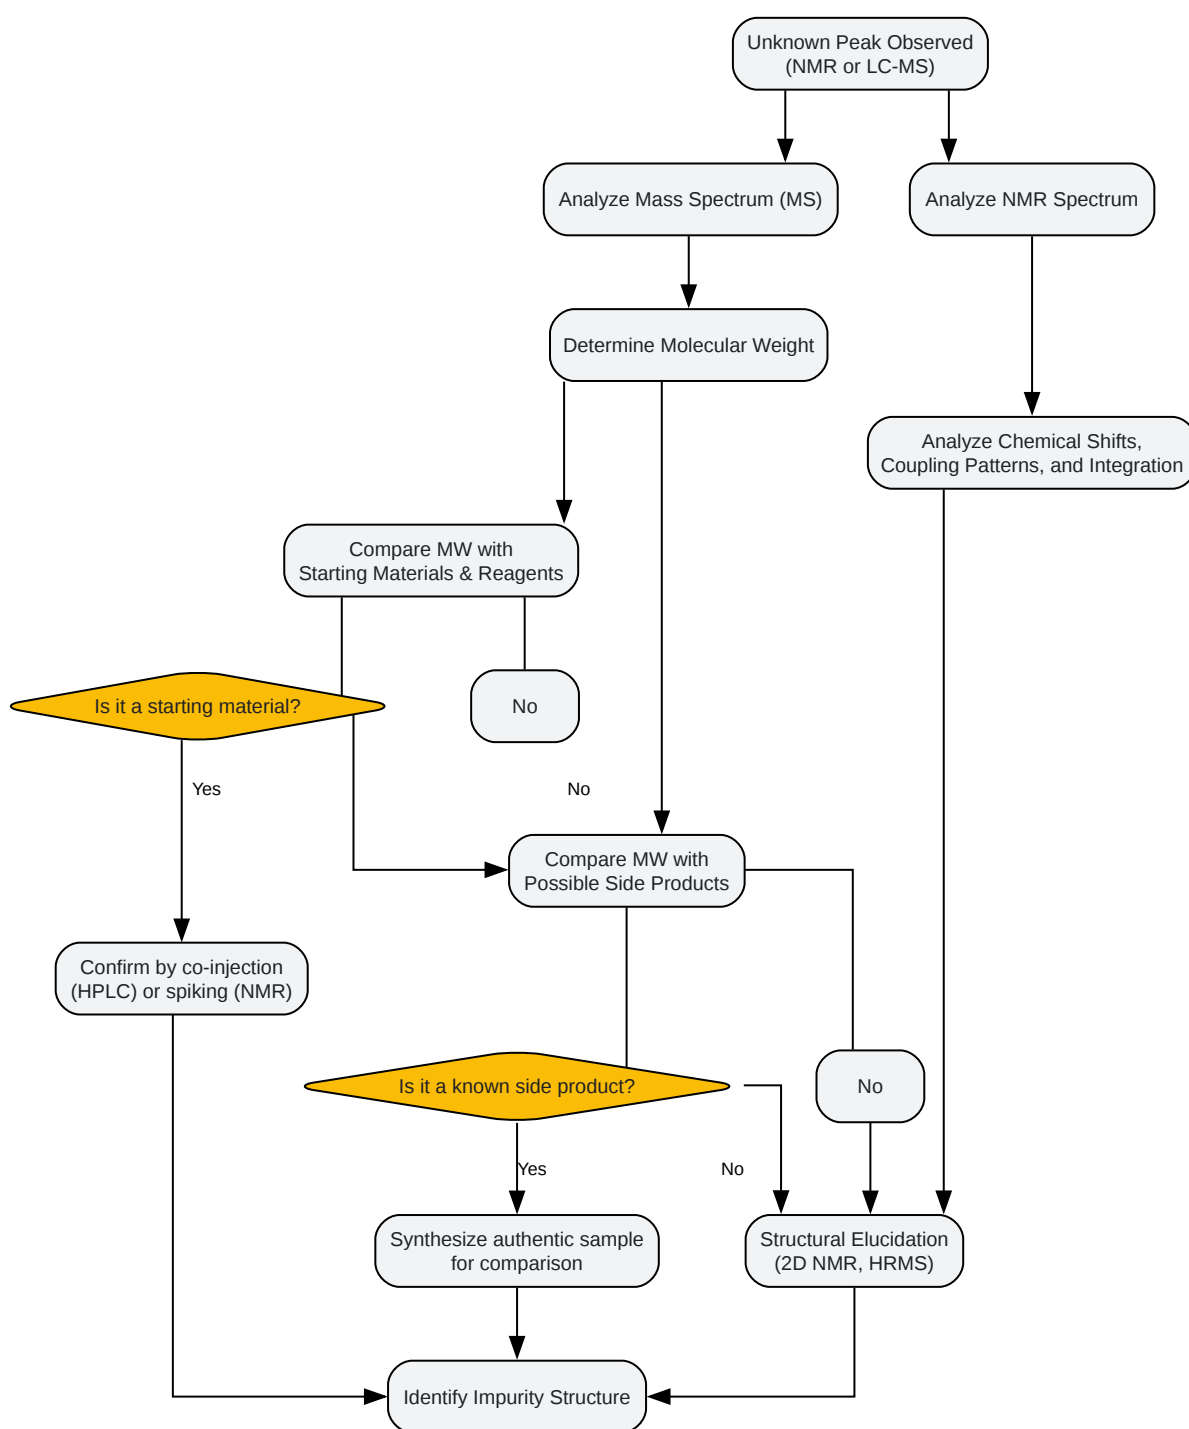 Unknown Peak Observed
(NMR or LC-MS)
Analyze Mass Spectrum (MS)
Analyze NMR Spectrum
Determine Molecular Weight
Analyze Chemical Shifts,
Coupling Patterns, and Integration
Compare MW with
Starting Materials & Reagents
Is it a starting material?
No
Yes
No
Compare MW with
Possible Side Products
Confirm by co-injection
(HPLC) or spiking (NMR)
Is it a known side product?
No
Yes
No
Synthesize authentic sample
for comparison
Structural Elucidation
(2D NMR, HRMS)
Identify Impurity Structure